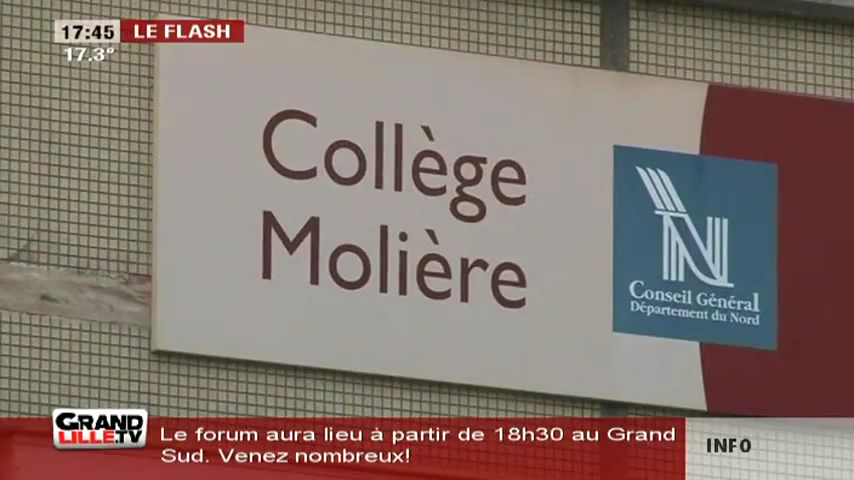 17:45 LE FLASH
17.3°
Collège
Molière
N
Conseil Général
Département du Nord
GRAND
LILLE.TV
Le forum aura lieu à partir de 18h30 au Grand
Sud. Venez nombreux!
INFO